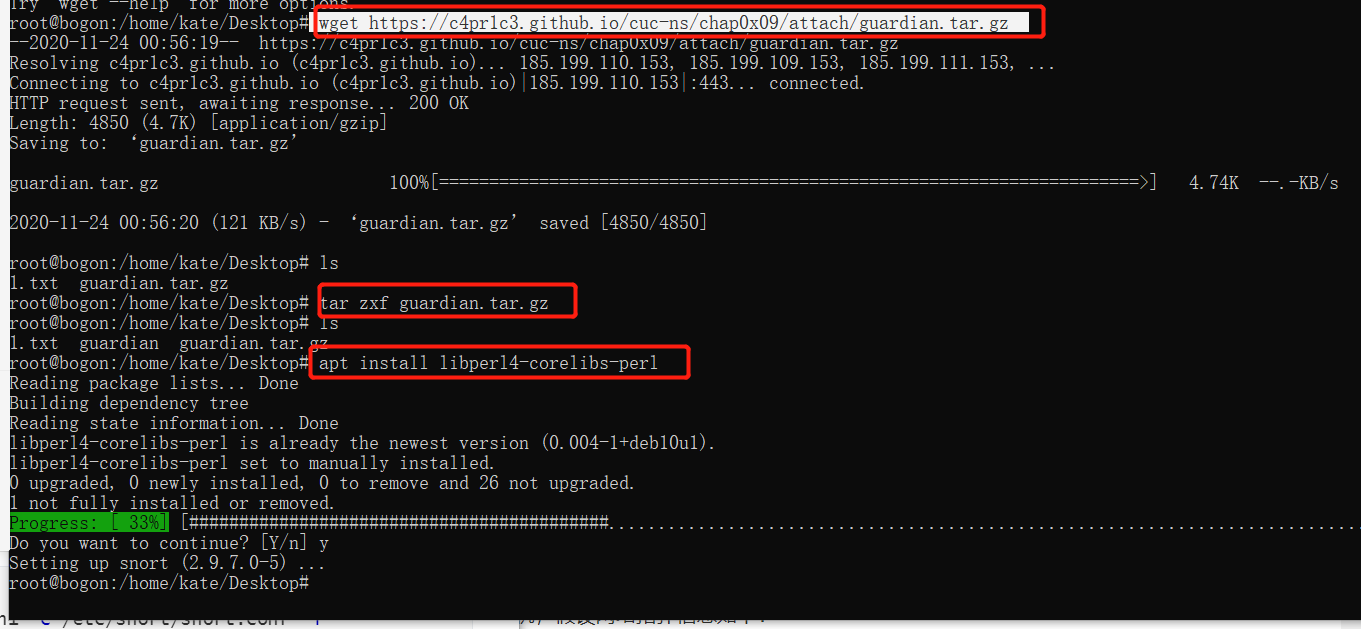 Try `wget --help' for more options.
root@bogon:/home/kate/Desktop# wget https://c4pr1c3.github.io/cuc-ns/chap0x09/attach/guardian.tar.gz
--2020-11-24 00:56:19--  https://c4pr1c3.github.io/cuc-ns/chap0x09/attach/guardian.tar.gz
Resolving c4pr1c3.github.io (c4pr1c3.github.io)... 185.199.110.153, 185.199.109.153, 185.199.111.153, ...
Connecting to c4pr1c3.github.io (c4pr1c3.github.io)|185.199.110.153|:443... connected.
HTTP request sent, awaiting response... 200 OK
Length: 4850 (4.7K) [application/gzip]
Saving to: ‘guardian.tar.gz’
guardian.tar.gz 100%[======================================================================>] 4.74K --.-KB/s
2020-11-24 00:56:20 (121 KB/s) - ‘guardian.tar.gz’ saved [4850/4850]
root@bogon:/home/kate/Desktop# ls
1.txt  guardian.tar.gz
root@bogon:/home/kate/Desktop# tar zxf guardian.tar.gz
root@bogon:/home/kate/Desktop# ls
1.txt  guardian  guardian.tar.gz
root@bogon:/home/kate/Desktop# apt install libperl4-corelibs-perl
Reading package lists... Done
Building dependency tree
Reading state information... Done
libperl4-corelibs-perl is already the newest version (0.004-1+deb10u1).
libperl4-corelibs-perl set to manually installed.
0 upgraded, 0 newly installed, 0 to remove and 26 not upgraded.
1 not fully installed or removed.
Progress: [ 33%] [##########################################...........................................................................
Do you want to continue? [Y/n] y
Setting up snort (2.9.7.0-5) ...
root@bogon:/home/kate/Desktop#
/etc/snort/snort.conf